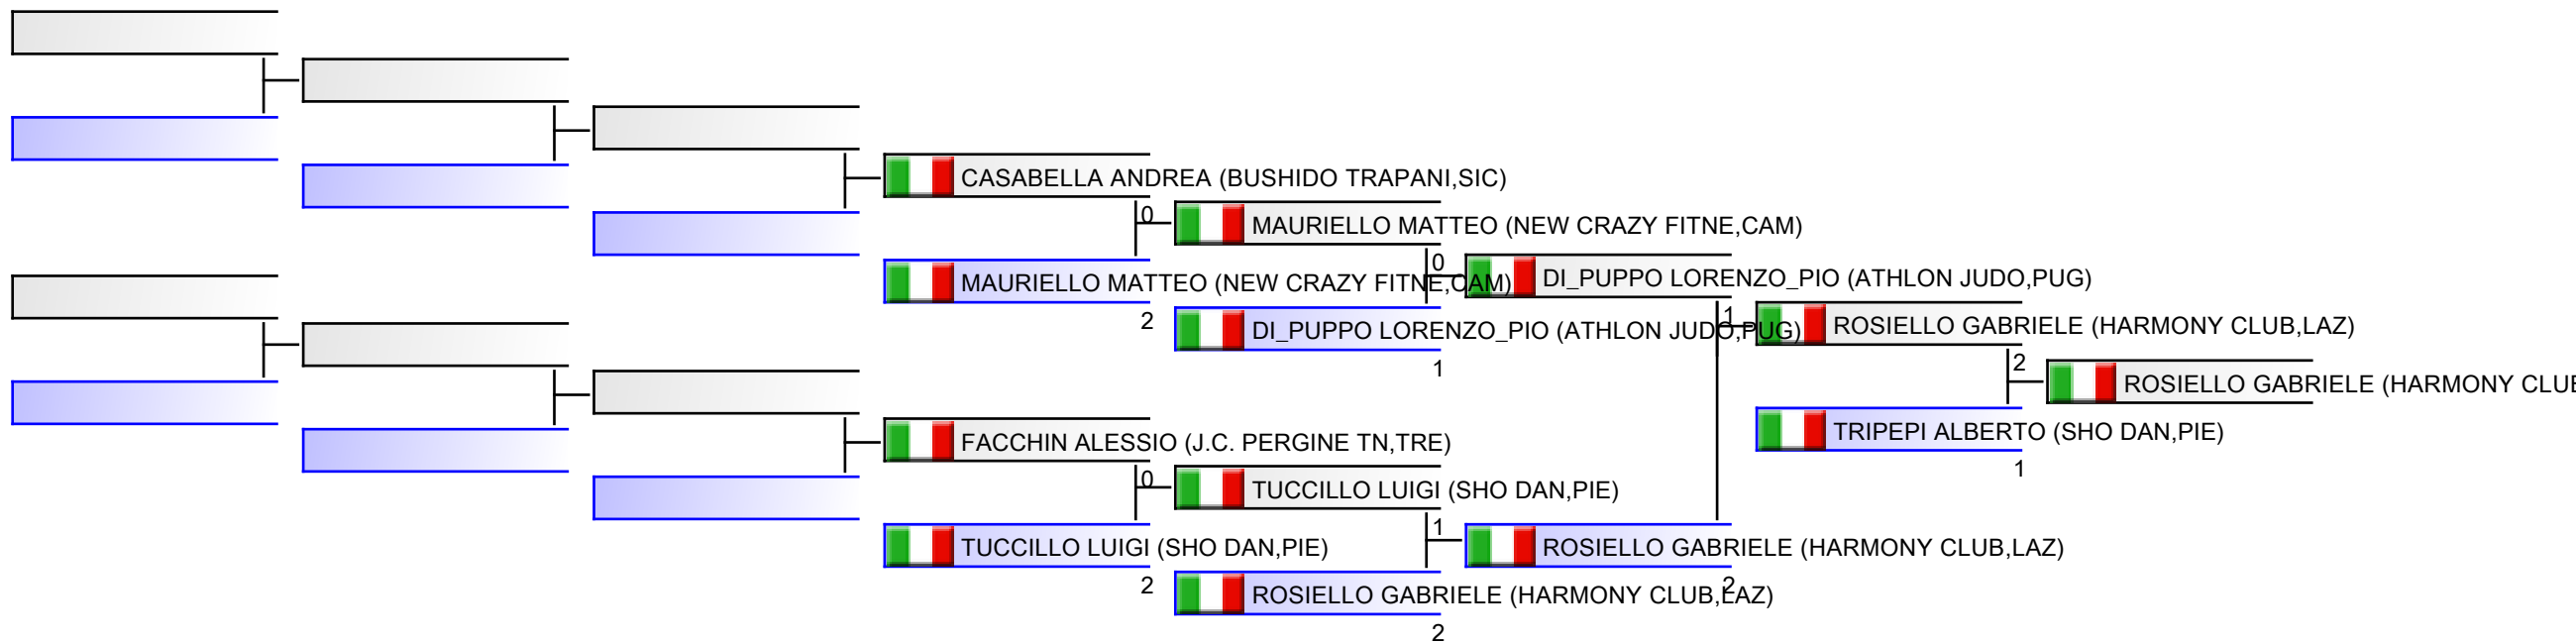 CASABELLA ANDREA (BUSHIDO TRAPANI,SIC)
0
MAURIELLO MATTEO (NEW CRAZY FITNE,CAM)
0
MAURIELLO MATTEO (NEW CRAZY FITNE,CAM)
2
DI_PUPPO LORENZO_PIO (ATHLON JUDO,PUG)
1
DI_PUPPO LORENZO_PIO (ATHLON JUDO,PUG)
1
ROSIELLO GABRIELE (HARMONY CLUB,LAZ)
2
ROSIELLO GABRIELE (HARMONY CLUB
TRIPEPI ALBERTO (SHO DAN,PIE)
1
FACCHIN ALESSIO (J.C. PERGINE TN,TRE)
0
TUCCILLO LUIGI (SHO DAN,PIE)
1
TUCCILLO LUIGI (SHO DAN,PIE)
2
ROSIELLO GABRIELE (HARMONY CLUB,LAZ)
2
ROSIELLO GABRIELE (HARMONY CLUB,LAZ)
2